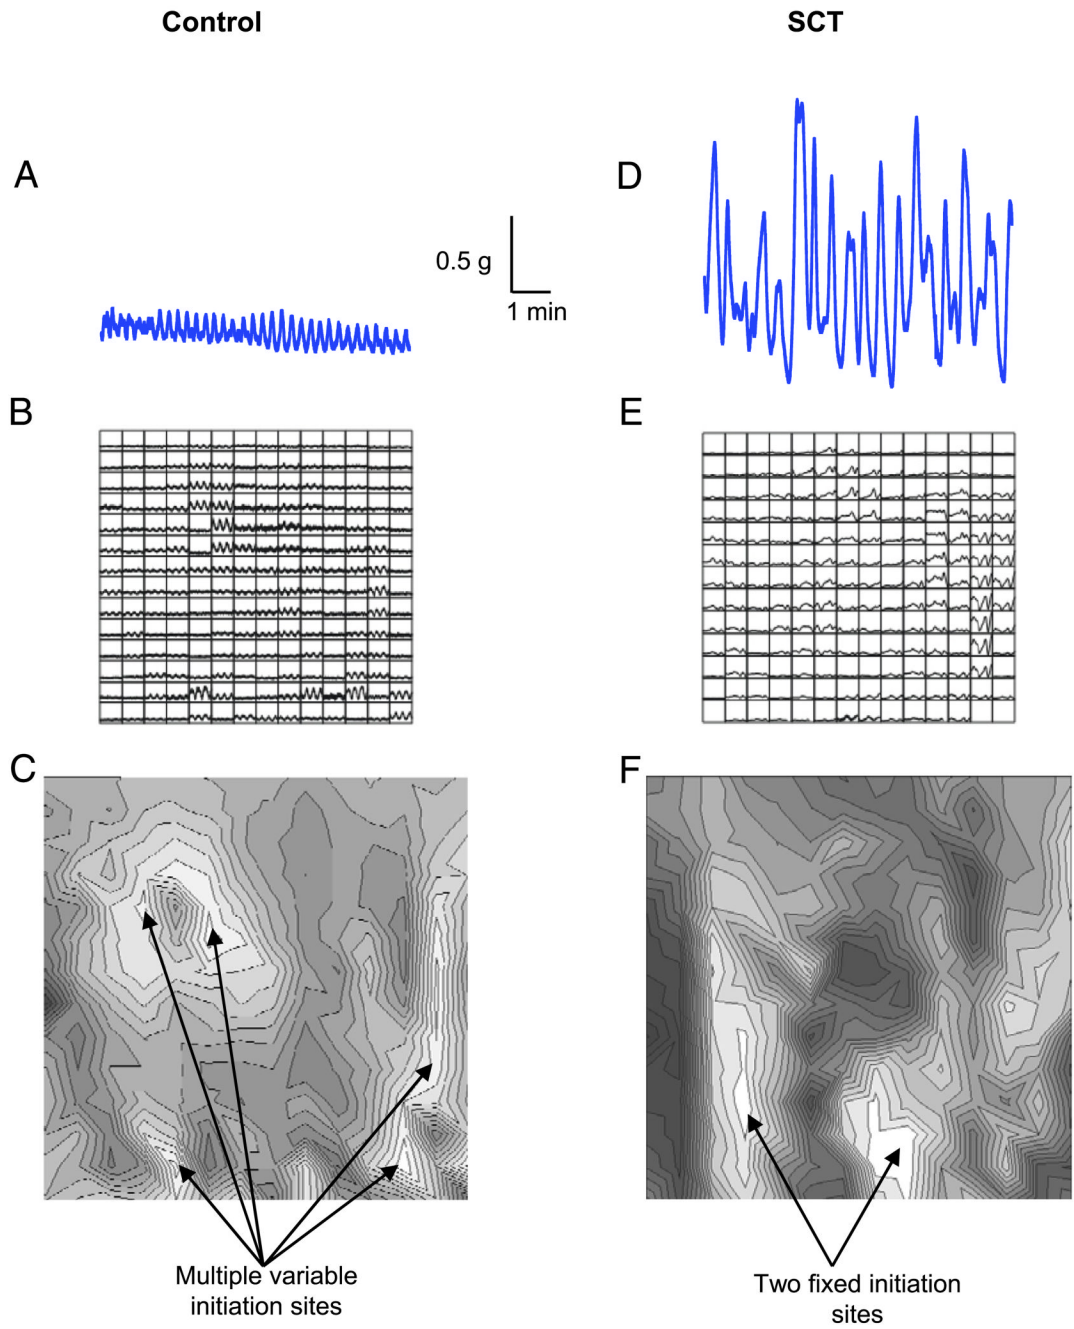 Control
SCT
A
D
0.5 g
1 min
B
E
C
F
Multiple variable
initiation sites
Two fixed initiation
sites